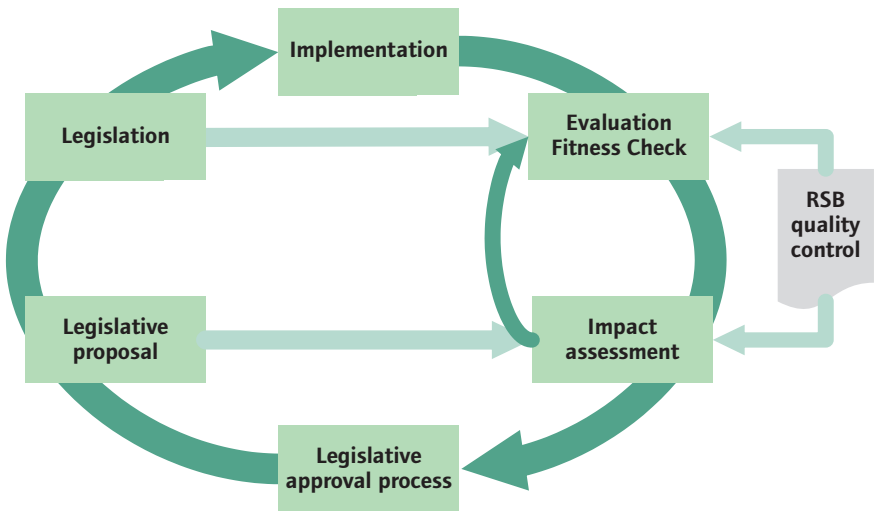 Implementation
Legislation
Evaluation
Fitness Check
RSB
quality
control
Legislative
proposal
Impact
assessment
Legislative
approval process